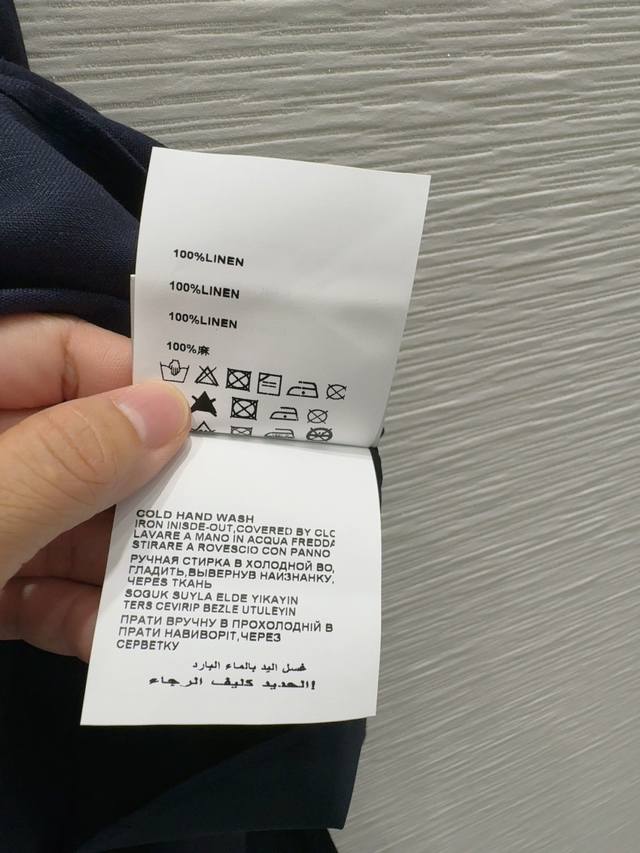 100%LINEN
100%LINEN
100%LINEN
100%麻
COLD HAND WASH
IRON INISDE-OUT,COVERED BY CLO
LAVARE A MANO IN ACQUA FREDDA
STIRARE A ROVESCIO CON PANNO
РУЧНАЯ СТИРКА В ХОЛОДНОЙ ВО,
ГЛАДИТЬ,ВЫВЕРНУВ НАИЗНАНКУ,
ЧЕРЕЗ ТКАНЬ
SOGUK SUYLA ELDE YIKAYIN
TERS CEVIRIP BEZLE UTULEYIN
ПРАТИ ВРУЧНУ В ПРОХОЛОДНІЙ В
ПРАТИ НАВИВОРІТ,ЧЕРЕЗ
СЕРВЕТКУ
غسل اليد بالماء البارد
الحديد كليف الرجاء!